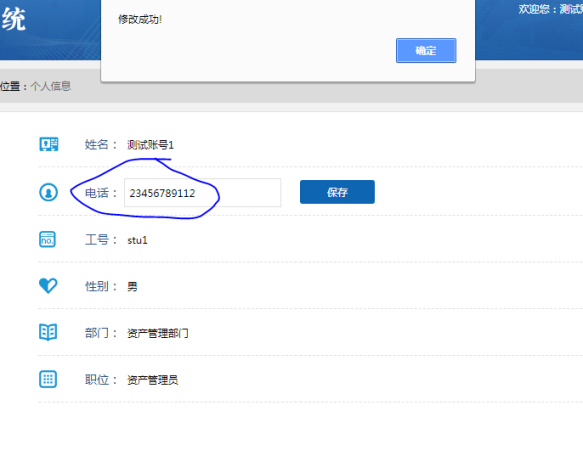 修改成功!
确定
统
欢迎您：测试
位置：个人信息
姓名： 测试账号1
电话： 23456789112 保存
no. 工号： stu1
性别： 男
部门： 资产管理部门
职位： 资产管理员